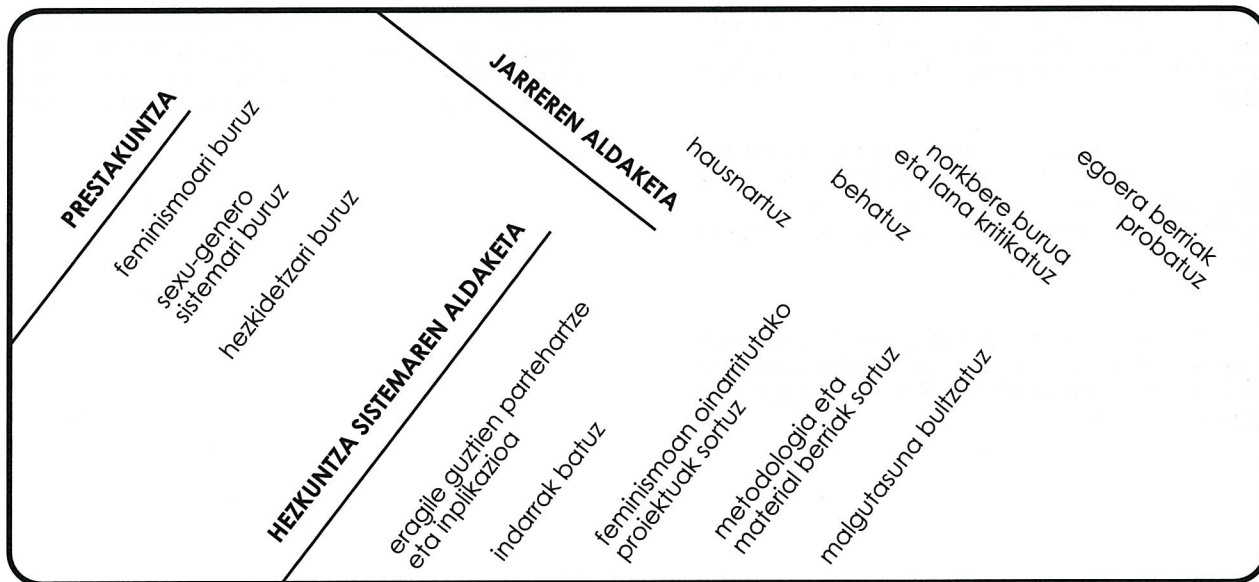 PRESTAKUNTZA
feminismoari buruz
sexu-genero
sistemari buruz
hezkidetzari buruz
JARREREN ALDAKETA
hausnartuz
behatuz
norkbere burua
eta lana kritikatuz
egoera berriak
probatuz
HEZKUNTZA SISTEMAREN ALDAKETA
eragile guztien partehartze
eta inplikazioa
indarrak batuz
feminismoan oinarritutako
proiektuak sortuz
metodologia eta
material berriak sortuz
malgutasuna bultzatuz